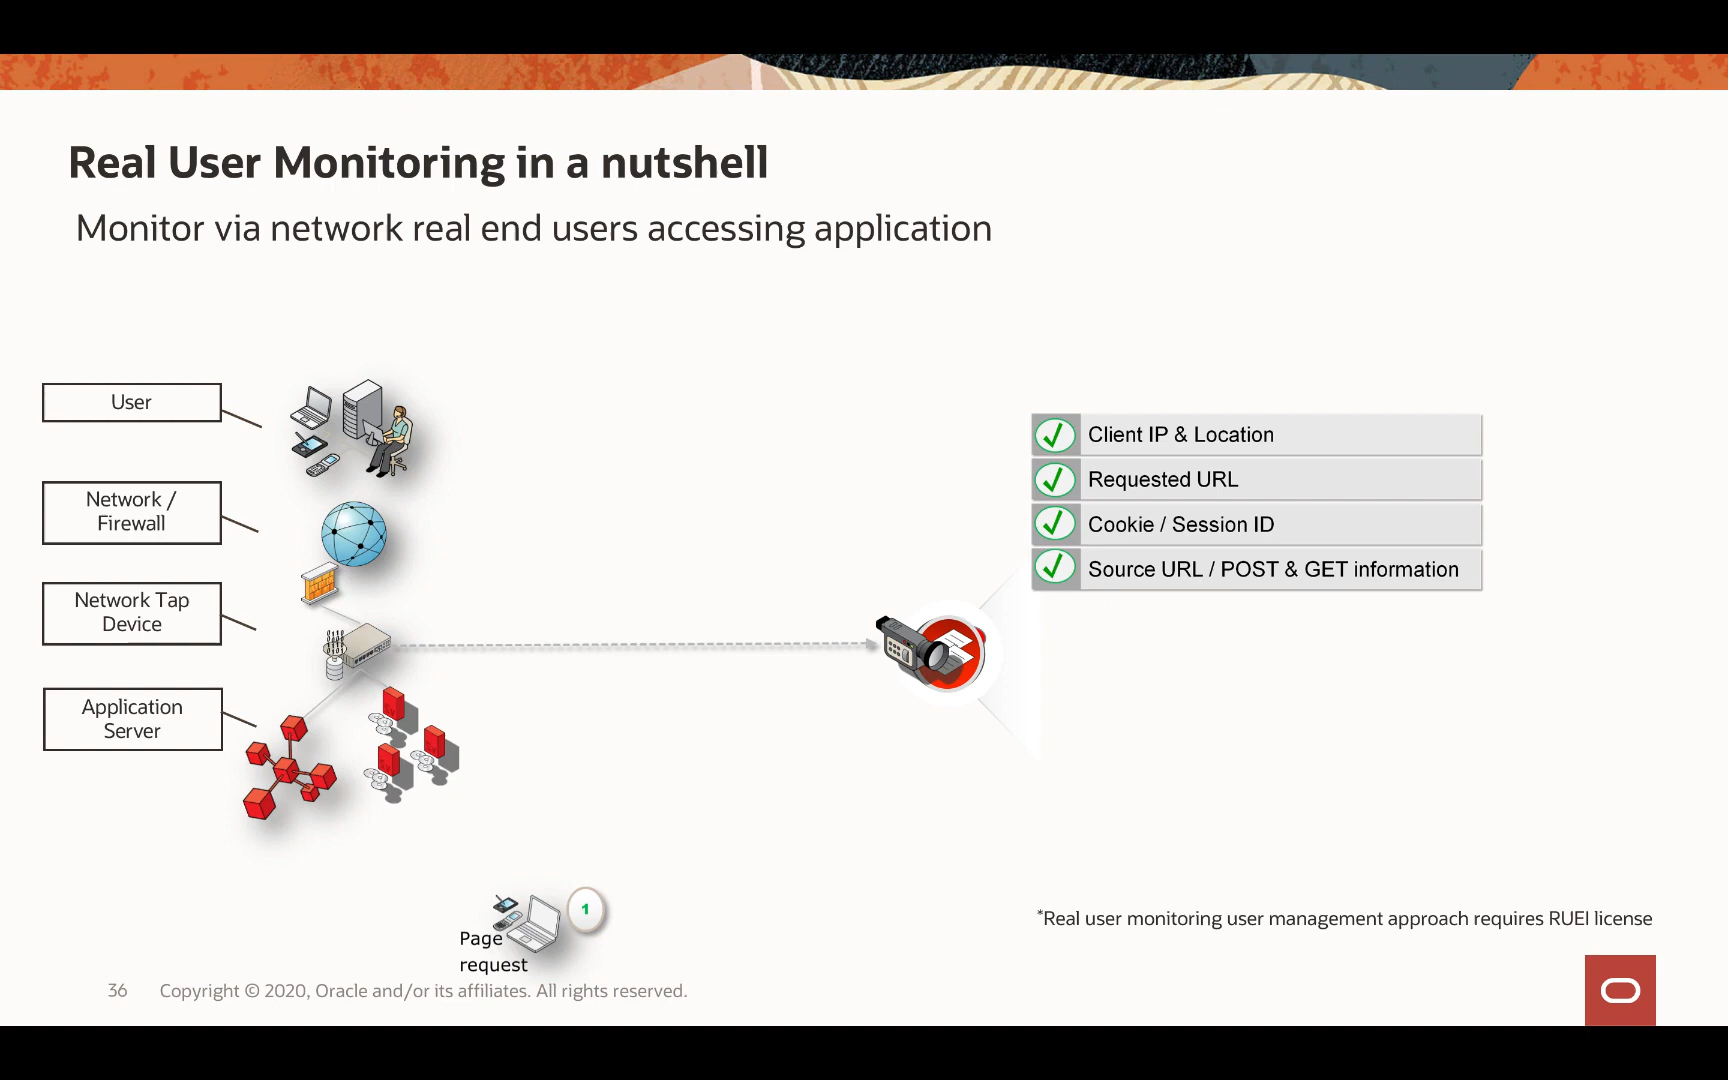 Real User Monitoring in a nutshell
Monitor via network real end users accessing application
User
Network /
Firewall
Network Tap
Device
Application
Server
Client IP & Location
Requested URL
Cookie / Session ID
Source URL / POST & GET information
1
Page
request
*Real user monitoring user management approach requires RUEI license
36 Copyright © 2020, Oracle and/or its affiliates. All rights reserved.